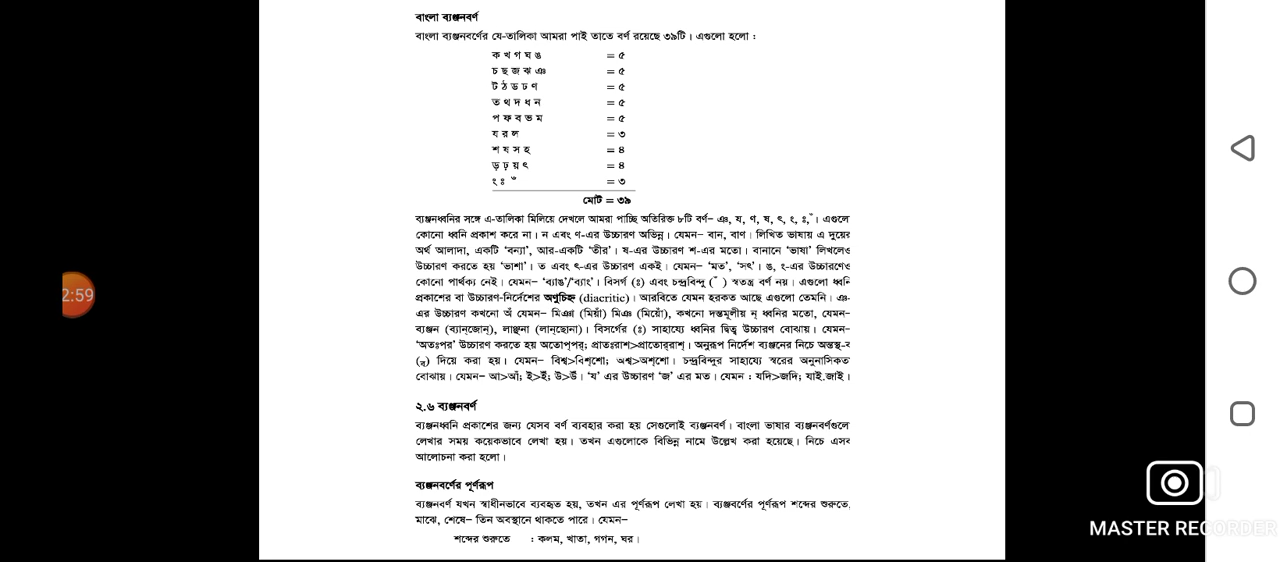 বাংলা ব্যঞ্জনবর্ণ
বাংলা ব্যঞ্জনবর্ণের যে-তালিকা আমরা পাই তাতে বর্ণ রয়েছে ৩৯টি। এগুলো হলো :
ক খ গ ঘ ঙ = ৫
চ ছ জ ঝ ঞ = ৫
ট ঠ ড ঢ ণ = ৫
ত থ দ ধ ন = ৫
প ফ ব ভ ম = ৫
য র ল = ৩
শ ষ স হ = ৪
ড় ঢ় য় ৎ = ৪
ং ঃ ঁ = ৩
মোট = ৩৯
ব্যঞ্জনধ্বনির সঙ্গে এ-তালিকা মিলিয়ে দেখলে আমরা পাচ্ছি অতিরিক্ত ৮টি বর্ণ– ঞ, য, ণ, ষ, ৎ, ং, ঃ, ঁ। এগুলো
কোনো ধ্বনি প্রকাশ করে না। ন এবং ণ-এর উচ্চারণ অভিন্ন। যেমন– বান, বাণ। লিখিত ভাষায় এ দুয়ের
অর্থ আলাদা, একটি ‘বন্যা’, আর-একটি ‘তীর’। ষ-এর উচ্চারণ শ-এর মতো। বানানে ‘ভাষা’ লিখলেও
উচ্চারণ করতে হয় ‘ভাশা’। ত এবং ৎ-এর উচ্চারণ একই। যেমন– ‘মত’, ‘সৎ’। ঙ, ং-এর উচ্চারণেও
কোনো পার্থক্য নেই। যেমন– ‘ব্যাঙ’/‘ব্যাং’। বিসর্গ (ঃ) এবং চন্দ্রবিন্দু ( ঁ ) স্বতন্ত্র বর্ণ নয়। এগুলো ধ্বনি
প্রকাশের বা উচ্চারণ-নির্দেশের অণুচিহ্ন (diacritic)। আরবিতে যেমন হরকত আছে এগুলো তেমনি। ঞ-
এর উচ্চারণ কখনো অঁ যেমন– মিঞা (মিয়াঁ) মিঞ (মিয়োঁ), কখনো দন্তমূলীয় ন্ ধ্বনির মতো, যেমন–
ব্যঞ্জন (ব্যান্‌জোন্), লাঞ্ছনা (লান্‌ছোনা)। বিসর্গের (ঃ) সাহায্যে ধ্বনির দ্বিত্ব উচ্চারণ বোঝায়। যেমন–
‘অতঃপর’ উচ্চারণ করতে হয় অতোপ্‌পর্; প্রাতঃরাশ>প্রাতোর্‌রাশ্। অনুরূপ নির্দেশ ব্যঞ্জনের নিচে অন্তস্থ-ব
(্ব) দিয়ে করা হয়। যেমন– বিশ্ব>বিশ্‌শো; অশ্ব>অশ্‌শো। চন্দ্রবিন্দুর সাহায্যে স্বরের অনুনাসিকত
বোঝায়। যেমন– আ>আঁ; ই>ইঁ; উ>উঁ। ‘য’ এর উচ্চারণ ‘জ’ এর মত। যেমন : যদি>জদি; যাই.জাই।
২.৬ ব্যঞ্জনবর্ণ
ব্যঞ্জনধ্বনি প্রকাশের জন্য যেসব বর্ণ ব্যবহার করা হয় সেগুলোই ব্যঞ্জনবর্ণ। বাংলা ভাষার ব্যঞ্জনবর্ণগুলে
লেখার সময় কয়েকভাবে লেখা হয়। তখন এগুলোকে বিভিন্ন নামে উল্লেখ করা হয়েছে। নিচে এসব
আলোচনা করা হলো।
ব্যঞ্জনবর্ণের পূর্ণরূপ
ব্যঞ্জনবর্ণ যখন স্বাধীনভাবে ব্যবহৃত হয়, তখন এর পূর্ণরূপ লেখা হয়। ব্যঞ্জবর্ণের পূর্ণরূপ শব্দের শুরুতে,
মাঝে, শেষে– তিন অবস্থানে থাকতে পারে। যেমন–
শব্দের শুরুতে : কলম, খাতা, গগন, ঘর।
2:59
MASTER RECORDER